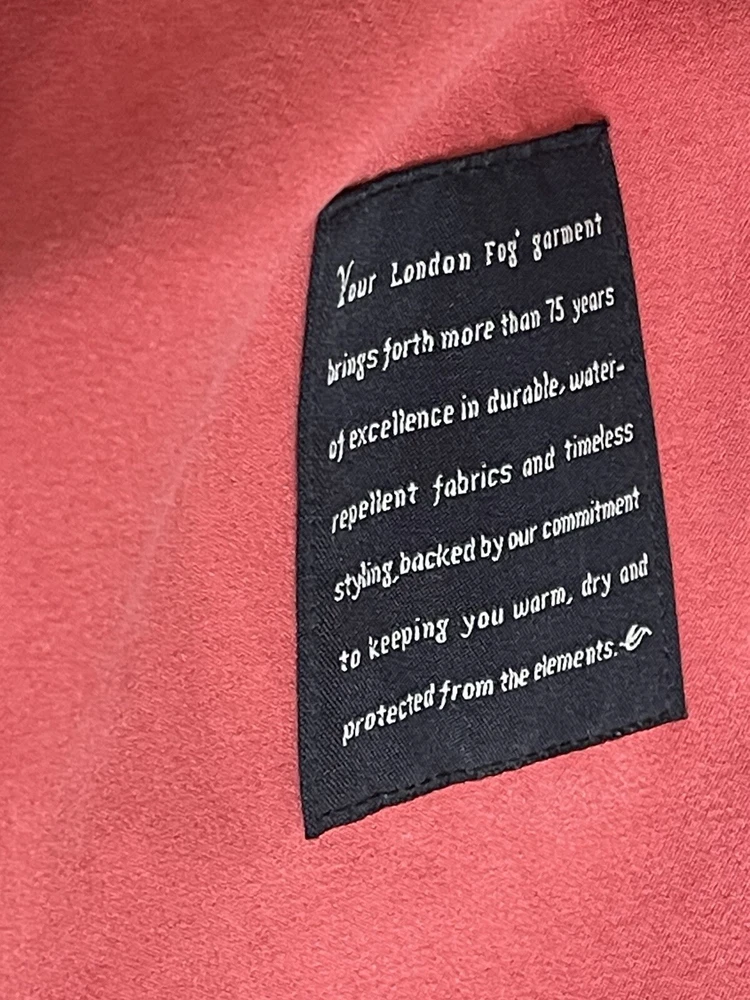 Your London Fog® garment
brings forth more than 75 years
of excellence in durable, water-
repellent fabrics and timeless
styling, backed by our commitment
to keeping you warm, dry and
protected from the elements.